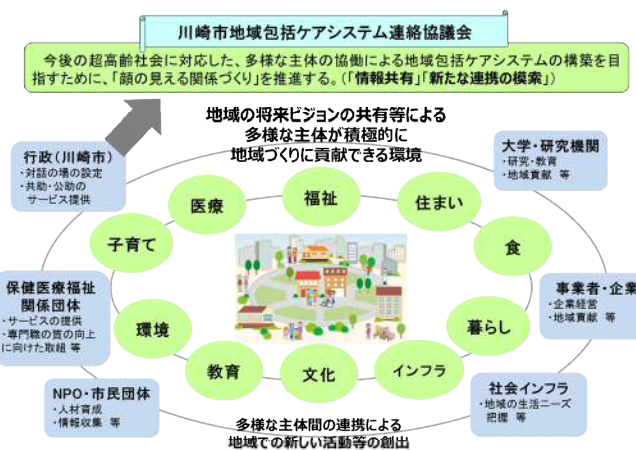 川崎市地域包括ケアシステム連絡協議会
今後の超高齢社会に対応した、多様な主体の協働による地域包括ケアシステムの構築を目
指すために、「顔の見える関係づくり」を推進する。（「情報共有」「新たな連携の模索」）
地域の将来ビジョンの共有等による
多様な主体が積極的に
地域づくりに貢献できる環境
行政（川崎市）
・対話の場の設定
・共助・公助の
サービス提供
大学・研究機関
・研究・教育
・地域貢献 等
医療
福祉
住まい
子育て
食
保健医療福祉
関係団体
・サービスの提供
・専門職の質の向上
に向けた取組 等
事業者・企業
・企業経営
・地域貢献 等
環境
暮らし
教育
文化
インフラ
NPO・市民団体
・人材育成
・情報収集 等
社会インフラ
・地域の生活ニーズ
把握 等
多様な主体間の連携による
地域での新しい活動等の創出